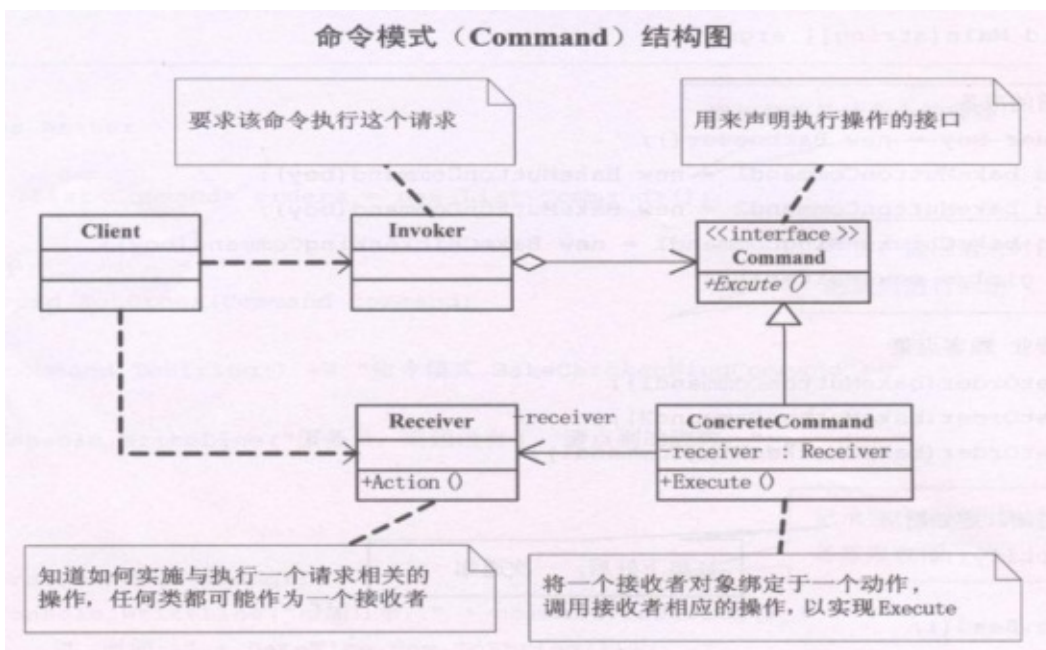 命令模式（Command）结构图
要求该命令执行这个请求
用来声明执行操作的接口
Client
Invoker
<<interface >>
Command
+Excute ()
Receiver
-receiver
+Action ()
ConcreteCommand
receiver : Receiver
+Execute ()
知道如何实施与执行一个请求相关的
操作，任何类都可能作为一个接收者
将一个接收者对象绑定于一个动作，
调用接收者相应的操作，以实现Execute